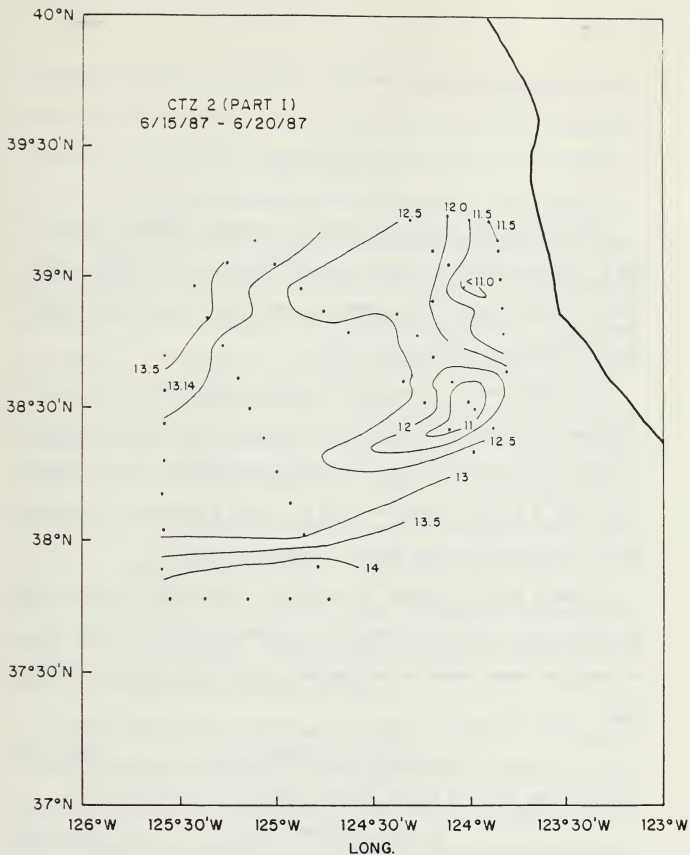 40°N
CTZ 2 (PART I)
6/15/87 - 6/20/87
39°30'N
12.5
12.0
11.5
11.5
39°N
<11.0
13.5
13.14
38°30'N
12
11
12.5
13
13.5
38°N
14
37°30'N
37°N
126°W
125°30'W
125°W
124°30'W
124°W
123°30'W
123°W
LONG.